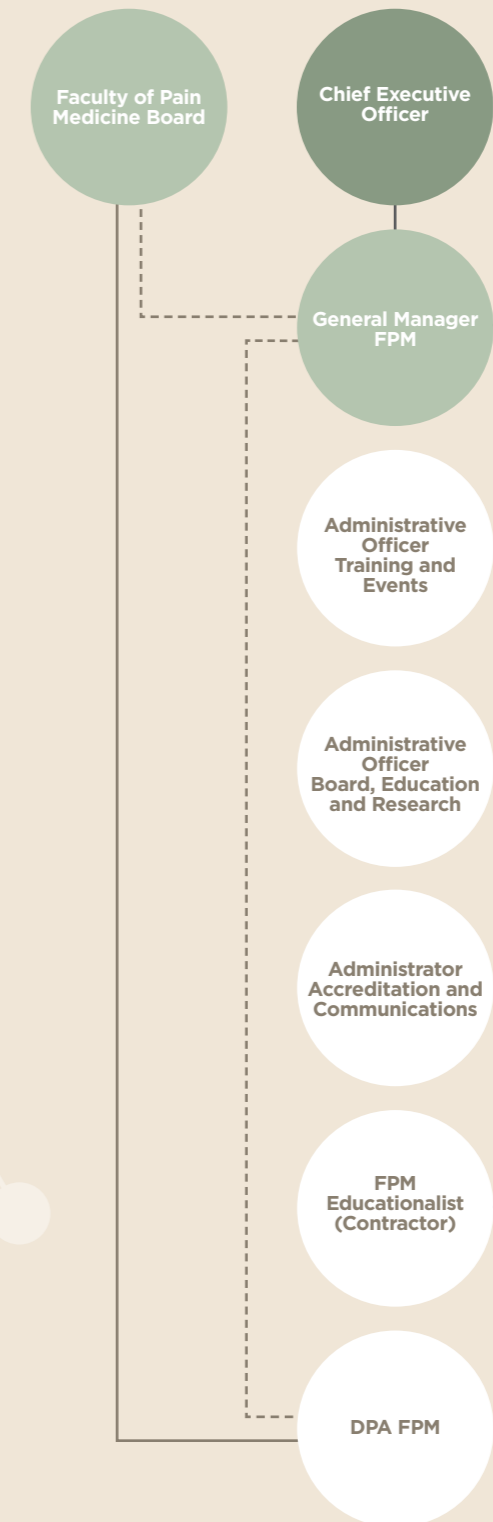 Faculty of Pain
Medicine Board
Chief Executive
Officer
General Manager
FPM
Administrative
Officer
Training and
Events
Administrative
Officer
Board, Education
and Research
Administrator
Accreditation and
Communications
FPM
Educationalist
(Contractor)
DPA FPM